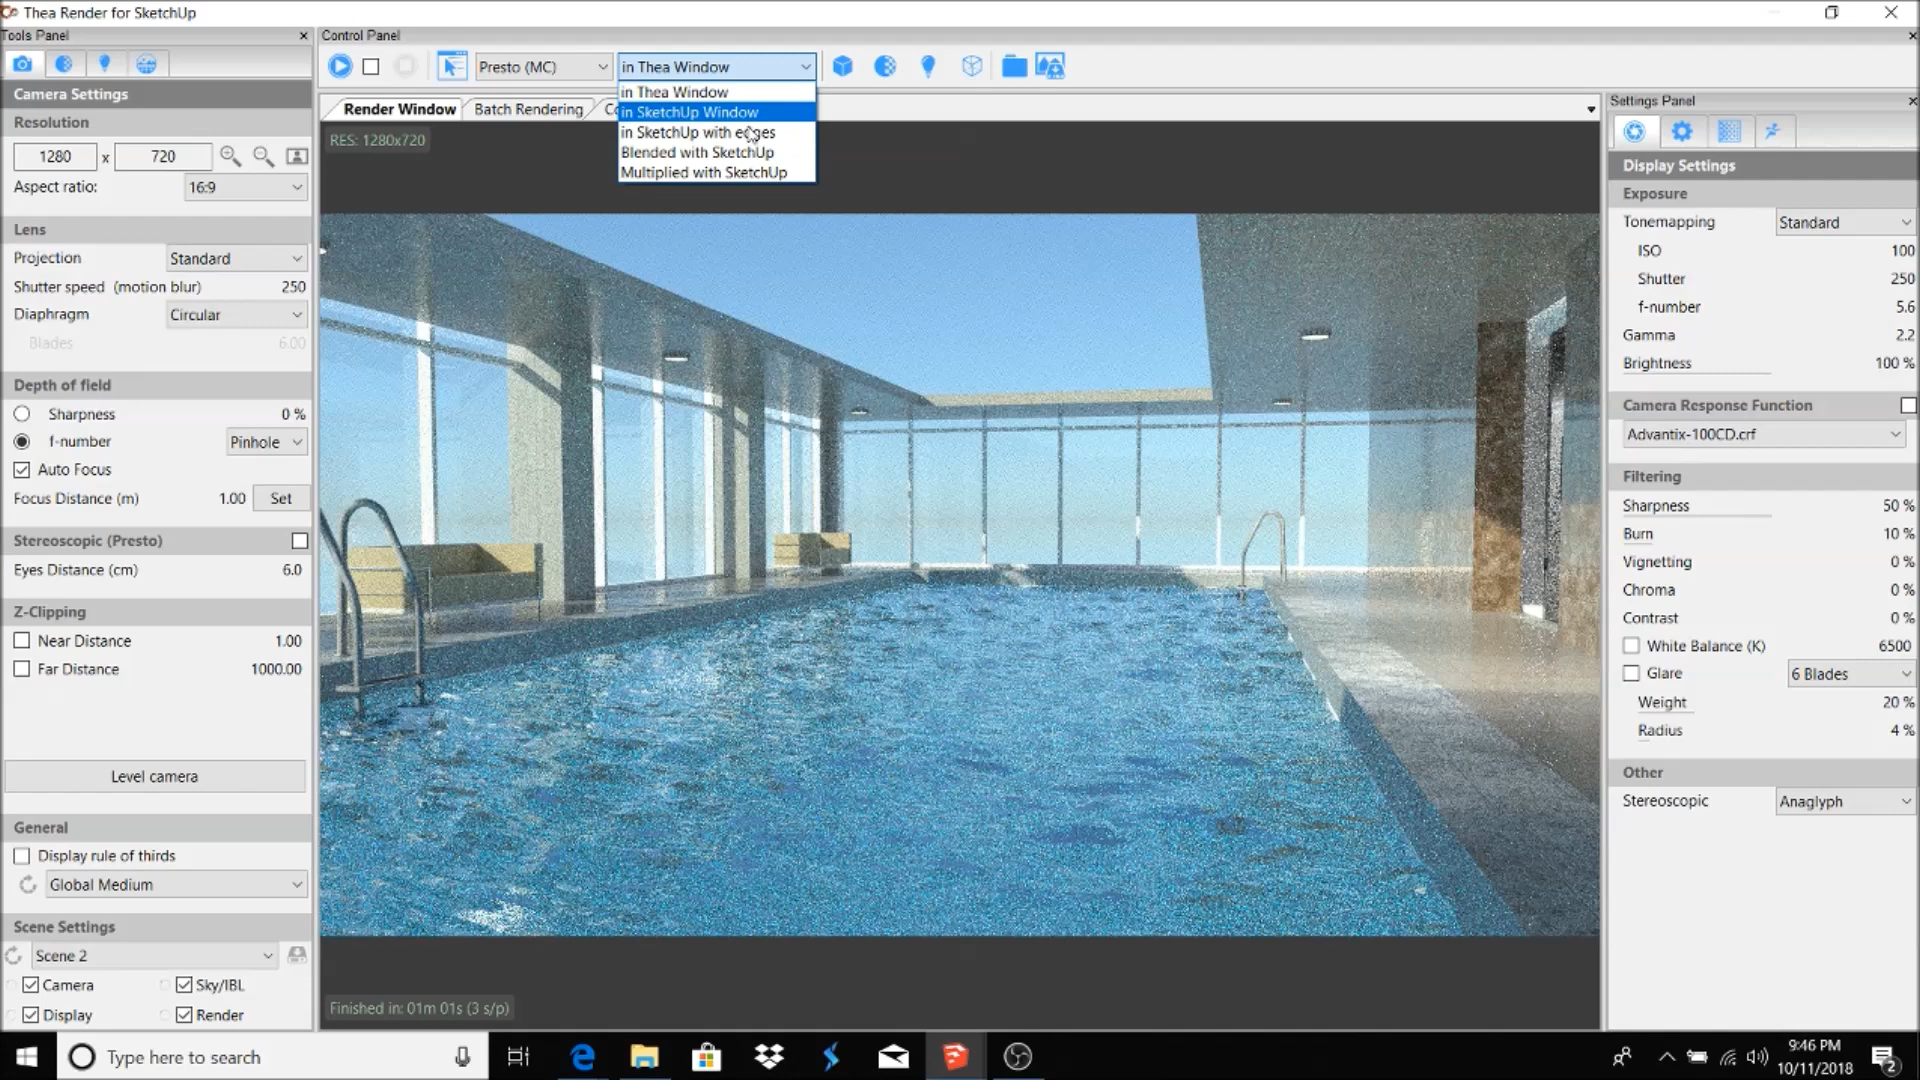 Thea Render for SketchUp
Tools Panel
Camera Settings
Resolution
1280 x 720
Aspect ratio: 16:9
Lens
Projection Standard
Shutter speed (motion blur) 250
Diaphragm Circular
Blades 6.00
Depth of field
Sharpness 0 %
f-number Pinhole
Auto Focus
Focus Distance (m) 1.00 Set
Stereoscopic (Presto)
Eyes Distance (cm) 6.0
Z-Clipping
Near Distance 1.00
Far Distance 1000.00
Level camera
General
Display rule of thirds
Global Medium
Scene Settings
Scene 2
Camera Sky/IBL
Display Render
Control Panel
Presto (MC) in Thea Window
in Thea Window
in SketchUp Window
in SketchUp with edges
Blended with SketchUp
Multiplied with SketchUp
Render Window Batch Rendering
RES: 1280x720
Finished in: 01m 01s (3 s/p)
Settings Panel
Display Settings
Exposure
Tonemapping Standard
ISO 100
Shutter 250
f-number 5.6
Gamma 2.2
Brightness 100 %
Camera Response Function
Advantix-100CD.crf
Filtering
Sharpness 50 %
Burn 10 %
Vignetting 0 %
Chroma 0 %
Contrast 0 %
White Balance (K) 6500
Glare 6 Blades
Weight 20 %
Radius 4 %
Other
Stereoscopic Anaglyph
Type here to search
9:46 PM
10/11/2018
2